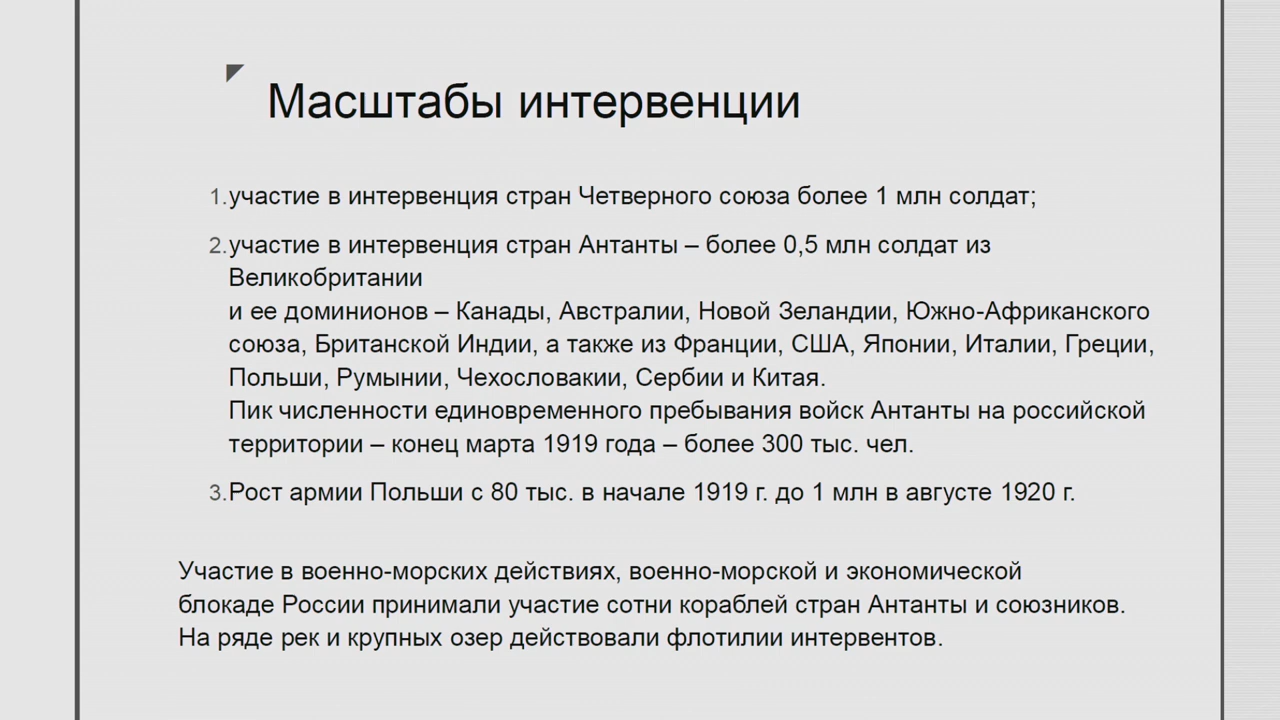 Масштабы интервенции
1. участие в интервенция стран Четверного союза более 1 млн солдат;
2. участие в интервенция стран Антанты – более 0,5 млн солдат из
Великобритании
и ее доминионов – Канады, Австралии, Новой Зеландии, Южно-Африканского
союза, Британской Индии, а также из Франции, США, Японии, Италии, Греции,
Польши, Румынии, Чехословакии, Сербии и Китая.
Пик численности единовременного пребывания войск Антанты на российской
территории – конец марта 1919 года – более 300 тыс. чел.
3. Рост армии Польши с 80 тыс. в начале 1919 г. до 1 млн в августе 1920 г.
Участие в военно-морских действиях, военно-морской и экономической
блокаде России принимали участие сотни кораблей стран Антанты и союзников.
На ряде рек и крупных озер действовали флотилии интервентов.